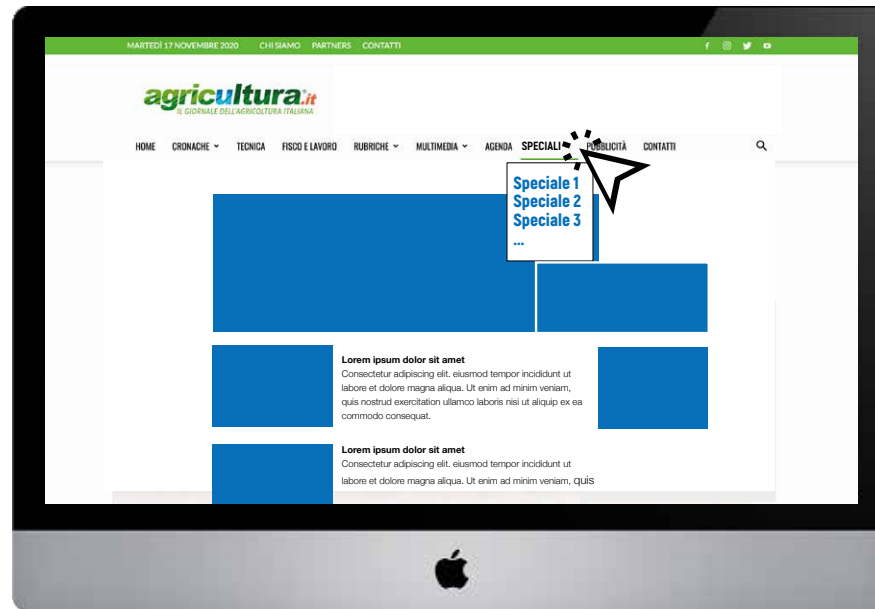 MARTEDÌ 17 NOVEMBRE 2020 CHI SIAMO PARTNERS CONTATTI
agricultura.it
IL GIORNALE DELL'AGRICOLTURA ITALIANA
HOME CRONACHE TECNICA FISCO E LAVORO RUBRICHE MULTIMEDIA AGENDA SPECIALI PUBBLICITÀ CONTATTI
Speciale 1
Speciale 2
Speciale 3
...
Lorem ipsum dolor sit amet
Consectetur adipiscing elit. eiusmod tempor incididunt ut
labore et dolore magna aliqua. Ut enim ad minim veniam,
quis nostrud exercitation ullamco laboris nisi ut aliquip ex ea
commodo consequat.
Lorem ipsum dolor sit amet
Consectetur adipiscing elit. eiusmod tempor incididunt ut
labore et dolore magna aliqua. Ut enim ad minim veniam, quis